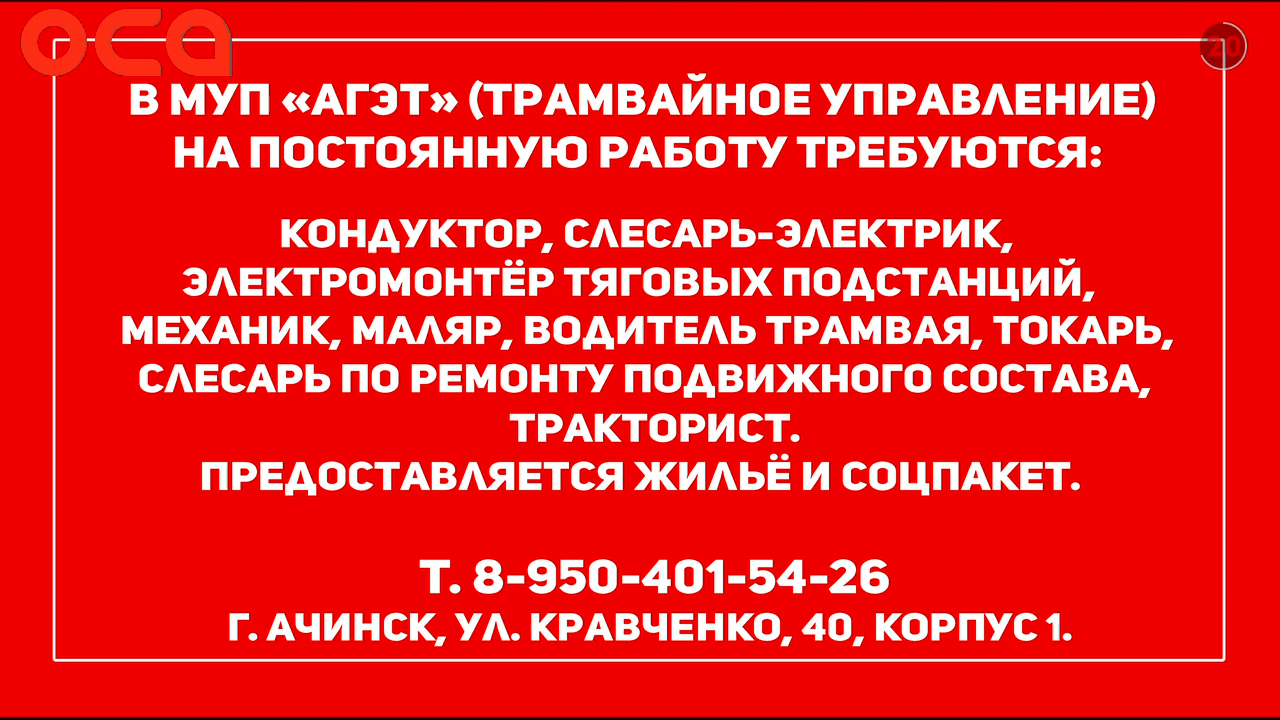 оса
20
В МУП «АГЭТ» (ТРАМВАЙНОЕ УПРАВЛЕНИЕ)
НА ПОСТОЯННУЮ РАБОТУ ТРЕБУЮТСЯ:
КОНДУКТОР, СЛЕСАРЬ-ЭЛЕКТРИК,
ЭЛЕКТРОМОНТЁР ТЯГОВЫХ ПОДСТАНЦИЙ,
МЕХАНИК, МАЛЯР, ВОДИТЕЛЬ ТРАМВАЯ, ТОКАРЬ,
СЛЕСАРЬ ПО РЕМОНТУ ПОДВИЖНОГО СОСТАВА,
ТРАКТОРИСТ.
ПРЕДОСТАВЛЯЕТСЯ ЖИЛЬЁ И СОЦПАКЕТ.
Т. 8-950-401-54-26
Г. АЧИНСК, УЛ. КРАВЧЕНКО, 40, КОРПУС 1.